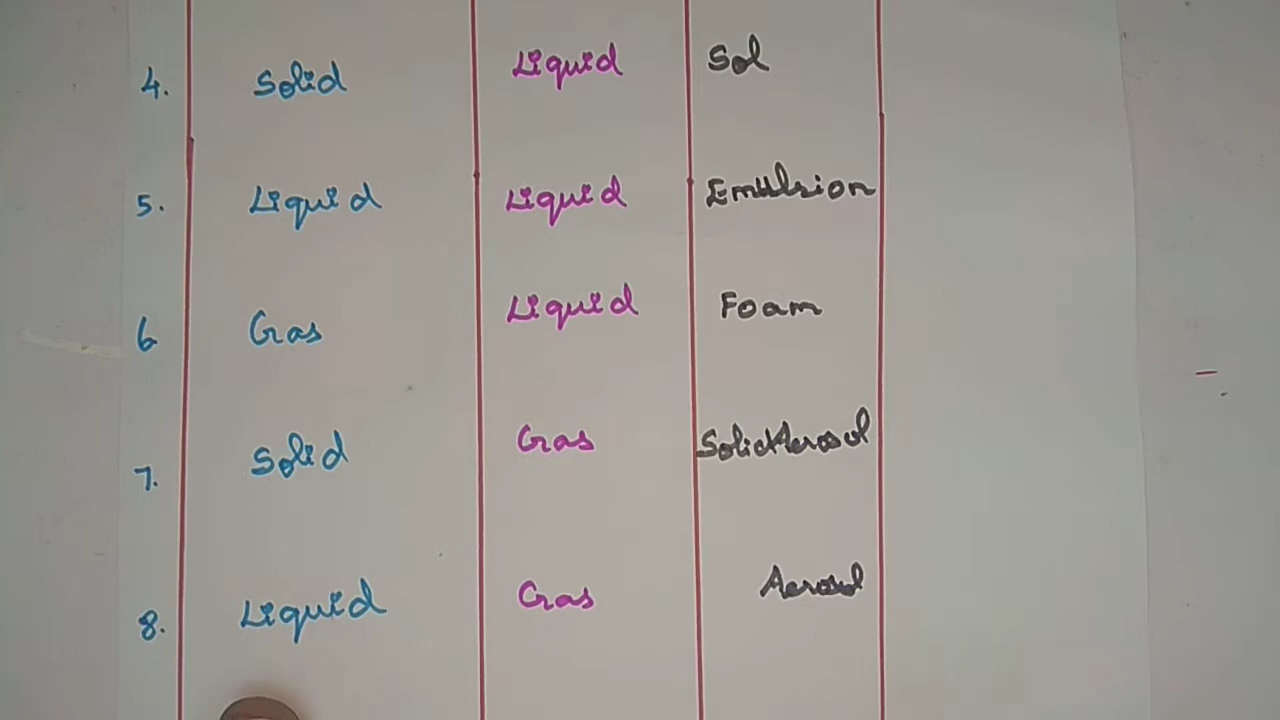 4. Solid Liquid Sol
5. Liquid Liquid Emulsion
6 Gas Liquid Foam
7. Solid Gas Solid Aerosol
8. Liquid Gas Aerosol